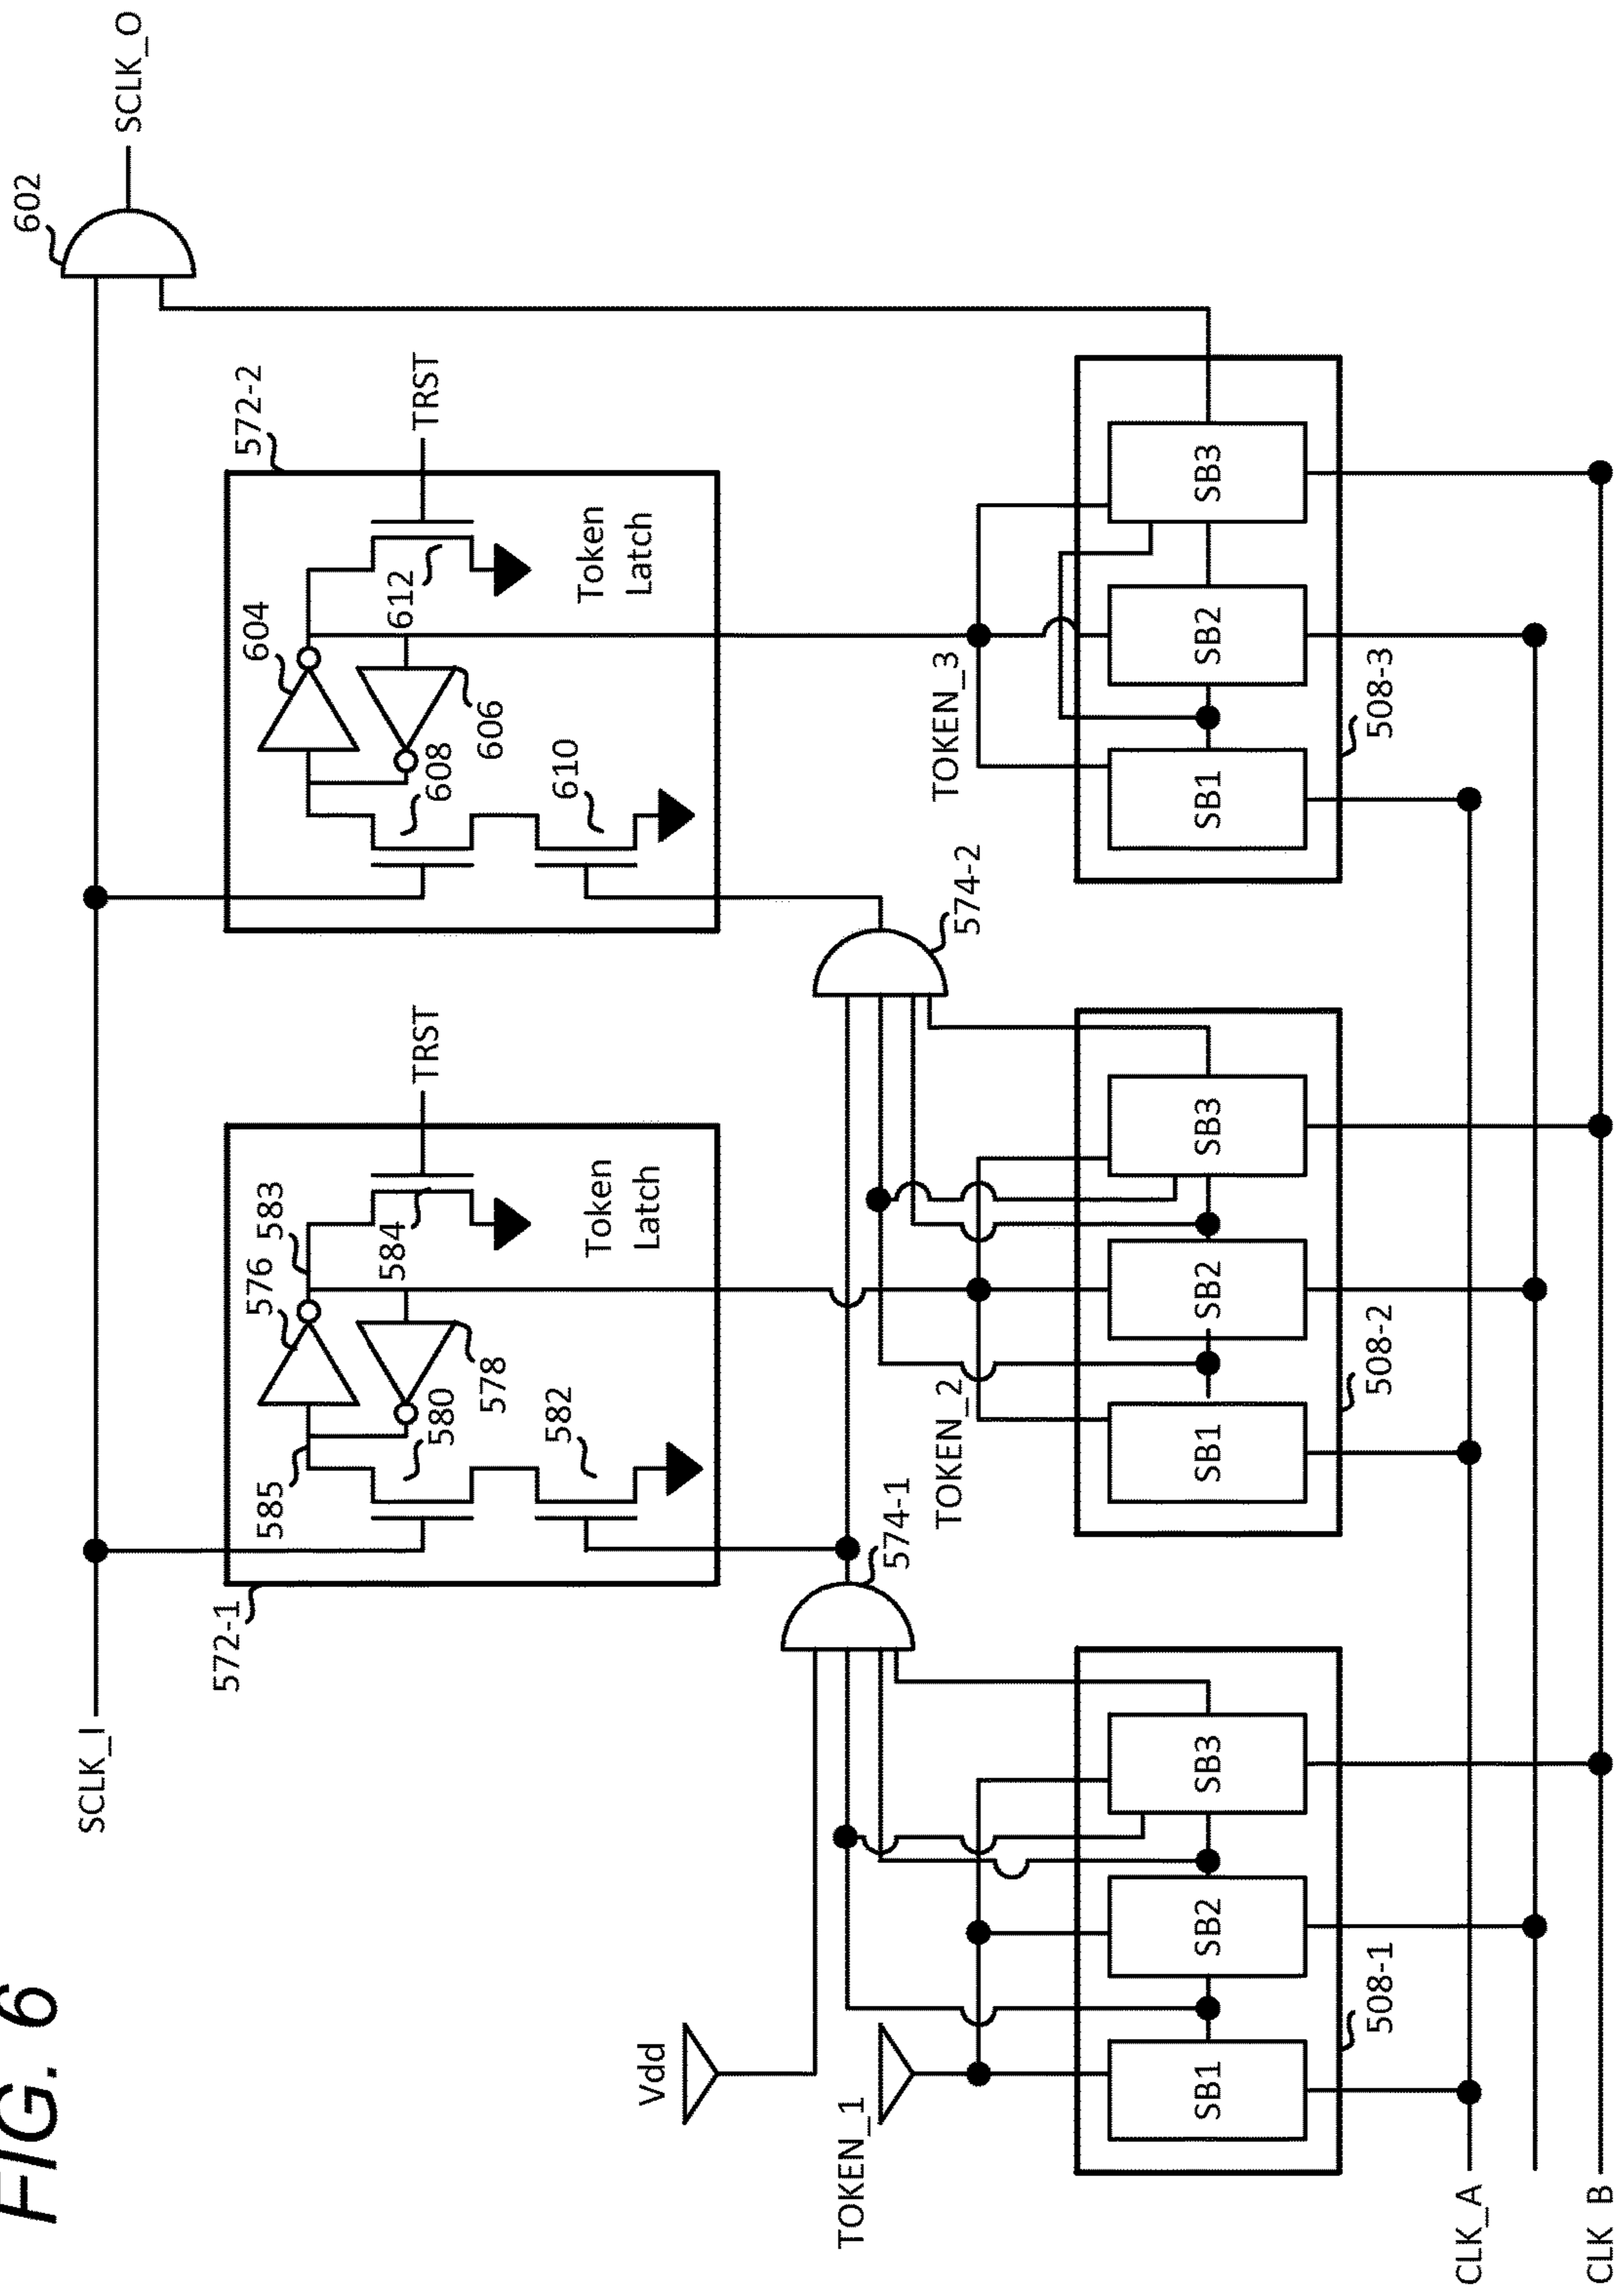 FIG. 6
SCLK_I
602
SCLK_O
572-1
585
576
583
580
578
584
582
TRST
Token
Latch
572-2
604
608
606
612
610
TRST
Token
Latch
Vdd
574-1
574-2
TOKEN_1
TOKEN_2
TOKEN_3
SB1
SB2
SB3
508-1
SB1
SB2
SB3
508-2
SB1
SB2
SB3
508-3
CLK_A
CLK B